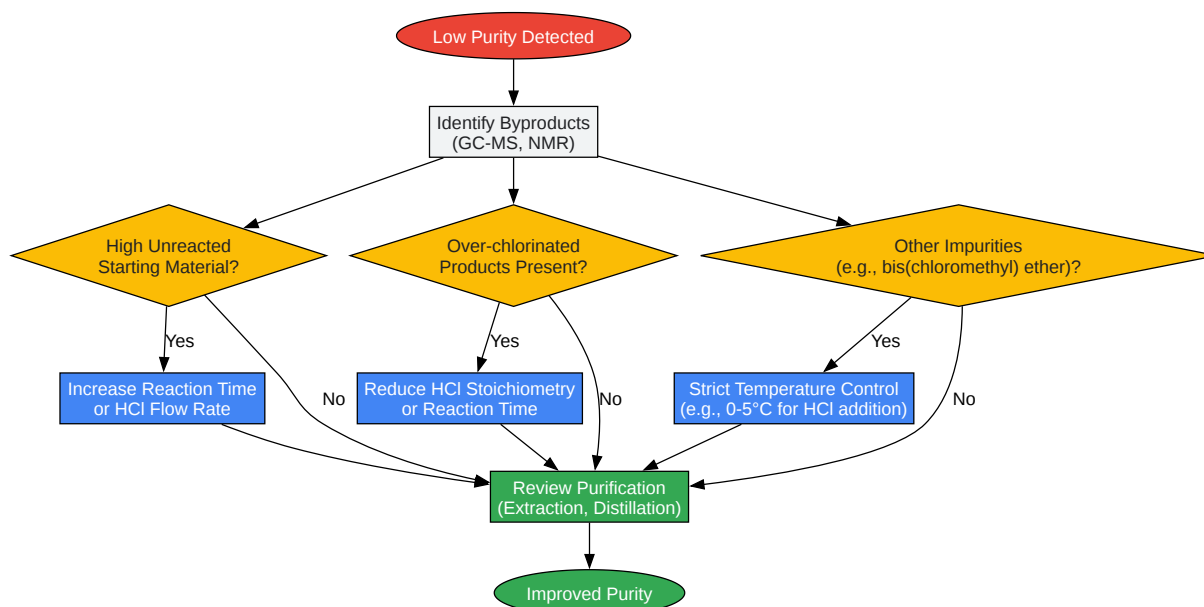 Low Purity Detected
Identify Byproducts
(GC-MS, NMR)
High Unreacted
Starting Material?
Over-chlorinated
Products Present?
Other Impurities
(e.g., bis(chloromethyl) ether)?
Yes
Yes
Yes
Increase Reaction Time
or HCl Flow Rate
No
Reduce HCl Stoichiometry
or Reaction Time
No
Strict Temperature Control
(e.g., 0-5°C for HCl addition)
No
Review Purification
(Extraction, Distillation)
Improved Purity